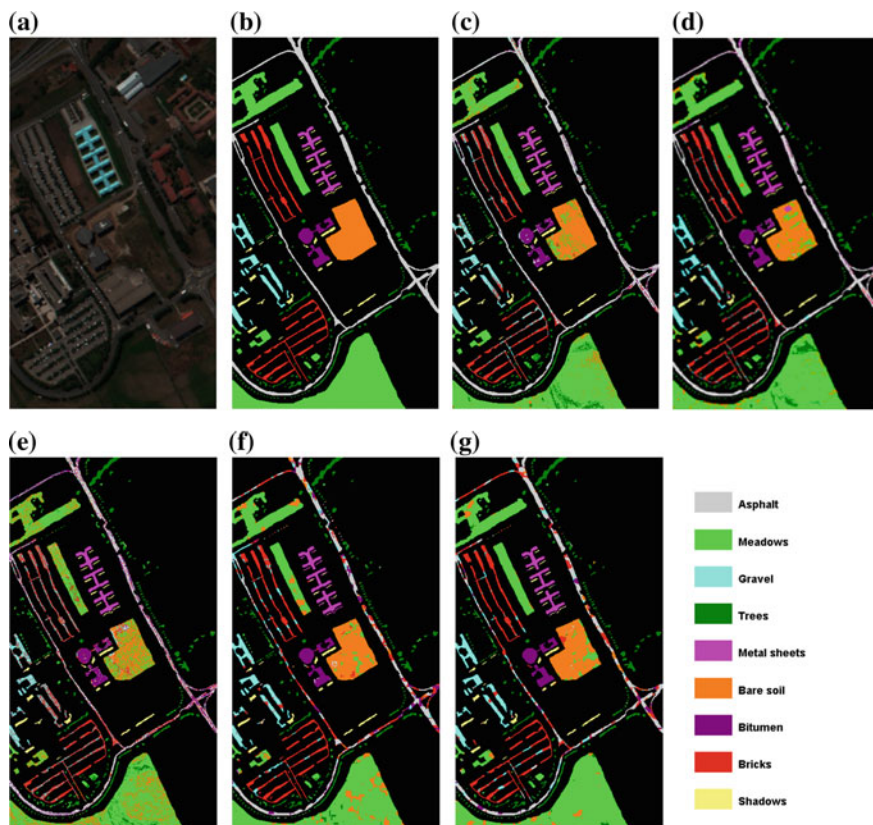 (a)
(b)
(c)
(d)
(e)
(f)
(g)
Asphalt
Meadows
Gravel
Trees
Metal sheets
Bare soil
Bitumen
Bricks
Shadows